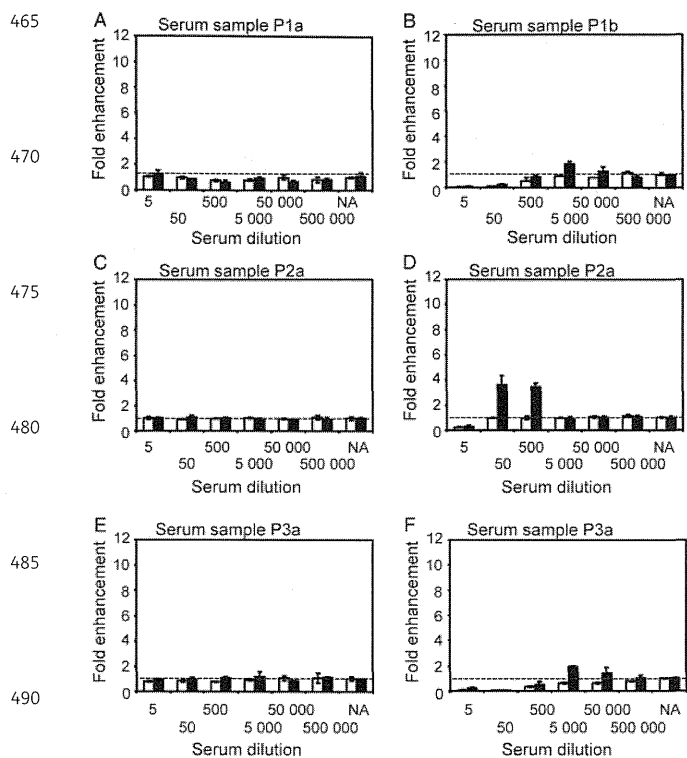 465
470
475
480
485
490
A
Serum sample P1a
Fold enhancement
12
10
8
6
4
2
0
5 500 50 000 NA
50 5 000 500 000
Serum dilution
B
Serum sample P1b
Fold enhancement
12
10
8
6
4
2
0
5 500 50 000 NA
50 5 000 500 000
Serum dilution
C
Serum sample P2a
Fold enhancement
12
10
8
6
4
2
0
5 500 50 000 NA
50 5 000 500 000
Serum dilution
D
Serum sample P2a
Fold enhancement
12
10
8
6
4
2
0
5 500 50 000 NA
50 5 000 500 000
Serum dilution
E
Serum sample P3a
Fold enhancement
12
10
8
6
4
2
0
5 500 50 000 NA
50 5 000 500 000
Serum dilution
F
Serum sample P3a
Fold enhancement
12
10
8
6
4
2
0
5 500 50 000 NA
50 5 000 500 000
Serum dilution